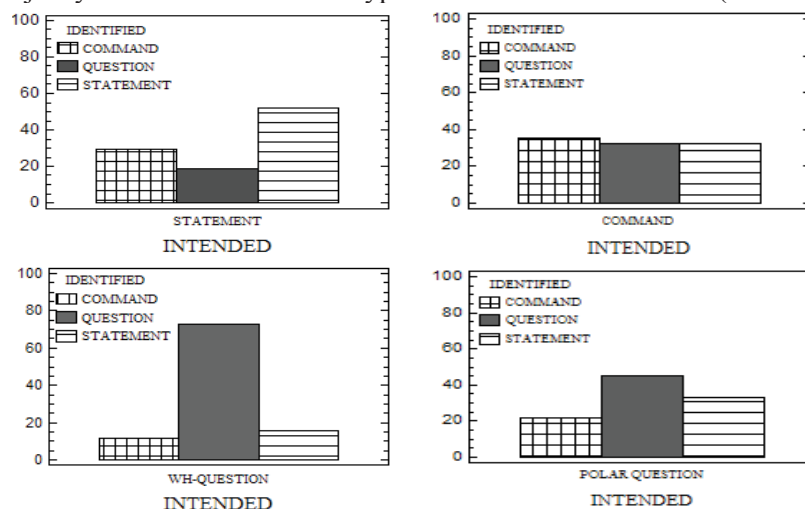 100
IDENTIFIED
COMMAND
80
QUESTION
60
STATEMENT
40
20
0
STATEMENT
INTENDED
100
IDENTIFIED
COMMAND
80
QUESTION
60
STATEMENT
40
20
0
COMMAND
INTENDED
100
IDENTIFIED
COMMAND
80
QUESTION
60
STATEMENT
40
20
0
WH-QUESTION
INTENDED
100
IDENTIFIED
COMMAND
80
QUESTION
60
STATEMENT
40
20
0
POLAR QUESTION
INTENDED